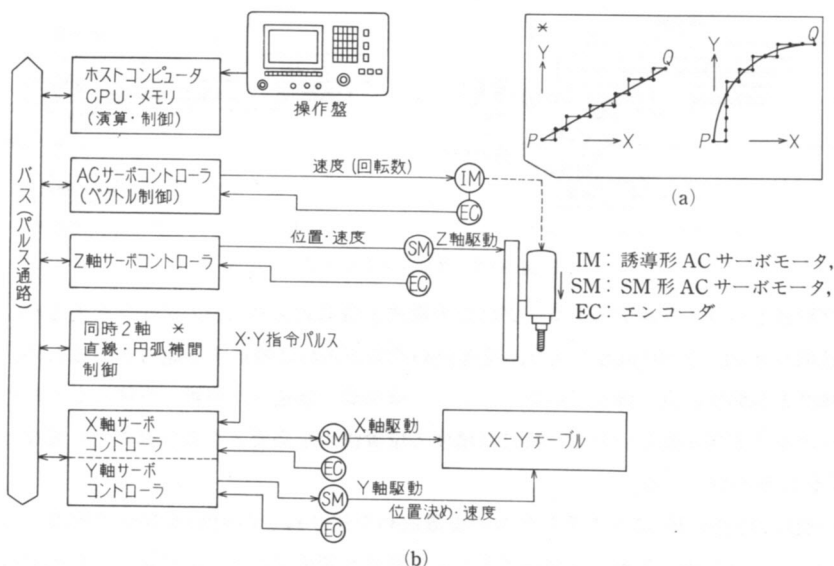 ホストコンピュータ
CPU・メモリ
(演算・制御)
操作盤
*
Y
X
P
Q
Y
X
P
Q
(a)
バス(パルス通路)
ACサーボコントローラ
(ベクトル制御)
速度(回転数)
IM
EC
Z軸サーボコントローラ
位置・速度
SM
Z軸駆動
EC
IM：誘導形ACサーボモータ，
SM：SM形ACサーボモータ，
EC：エンコーダ
同時2軸 *
直線・円弧補間
制御
X・Y指令パルス
X軸サーボ
コントローラ
SM
X軸駆動
EC
X-Yテーブル
Y軸サーボ
コントローラ
SM
Y軸駆動
位置決め・速度
EC
(b)